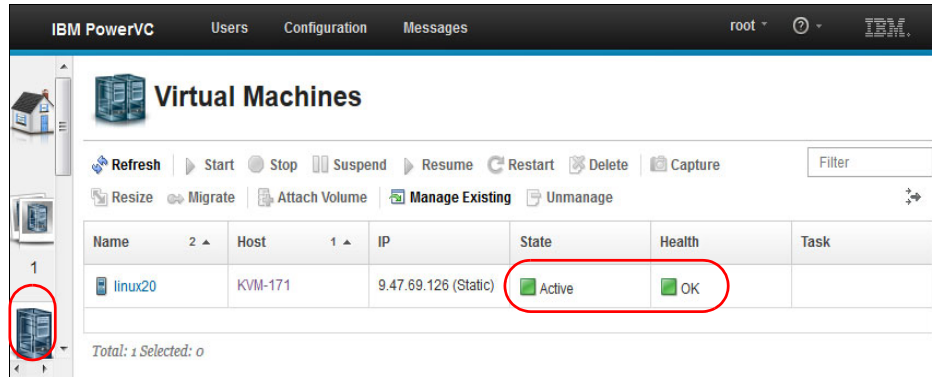 IBM PowerVC Users Configuration Messages root ? IBM.
Virtual Machines
Refresh Start Stop Suspend Resume Restart Delete Capture Filter
Resize Migrate Attach Volume Manage Existing Unmanage
Name 2 Host 1 IP State Health Task
1
linux20 KVM-171 9.47.69.126 (Static) Active OK
Total: 1 Selected: 0